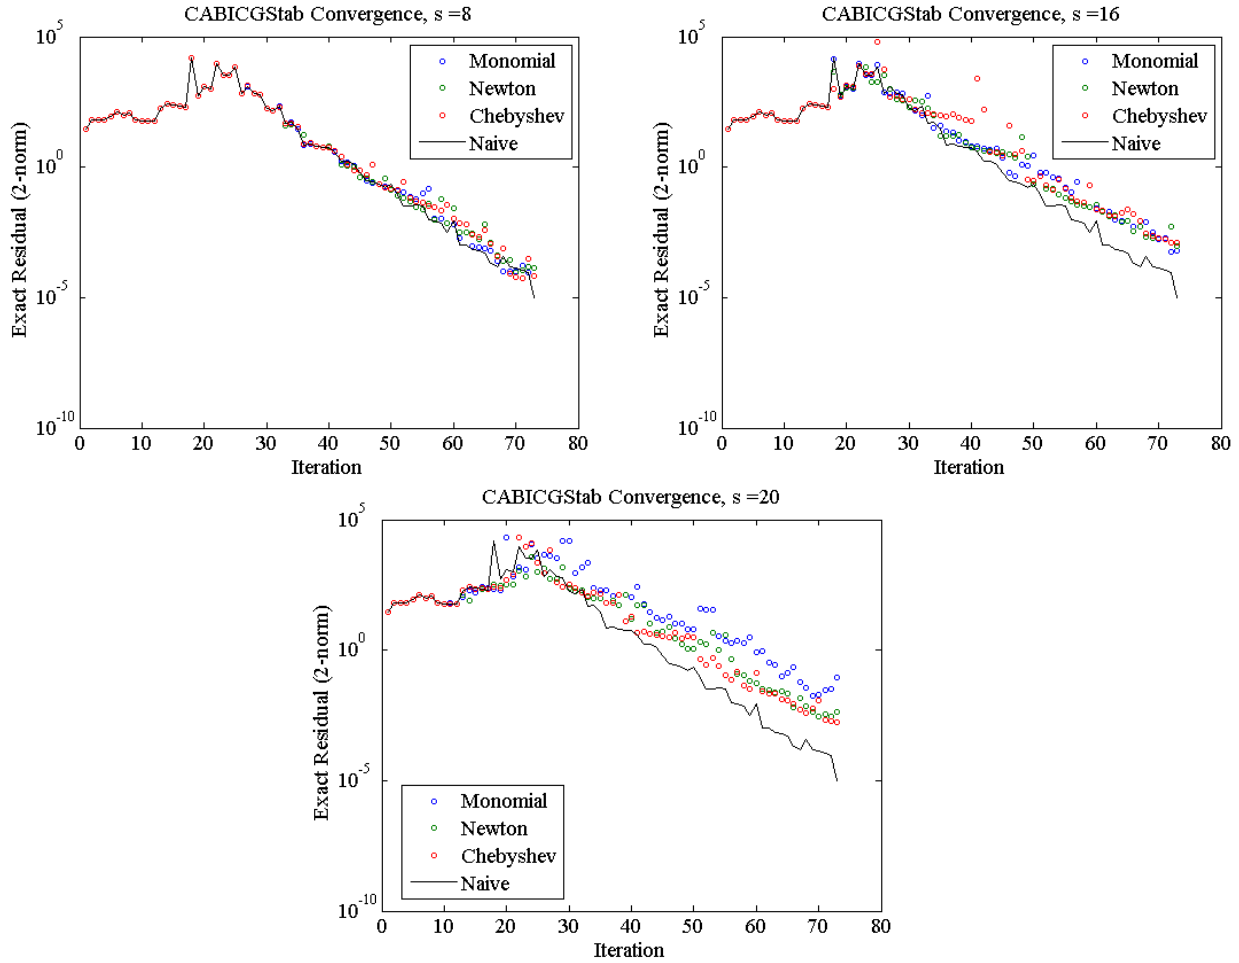 CABICGStab Convergence, s =8
10^5
10^0
10^-5
10^-10
Exact Residual (2-norm)
Monomial
Newton
Chebyshev
Naive
0 10 20 30 40 50 60 70 80
Iteration
CABICGStab Convergence, s =16
10^5
10^0
10^-5
10^-10
Exact Residual (2-norm)
Monomial
Newton
Chebyshev
Naive
0 10 20 30 40 50 60 70 80
Iteration
CABICGStab Convergence, s =20
10^5
10^0
10^-5
10^-10
Exact Residual (2-norm)
Monomial
Newton
Chebyshev
Naive
0 10 20 30 40 50 60 70 80
Iteration